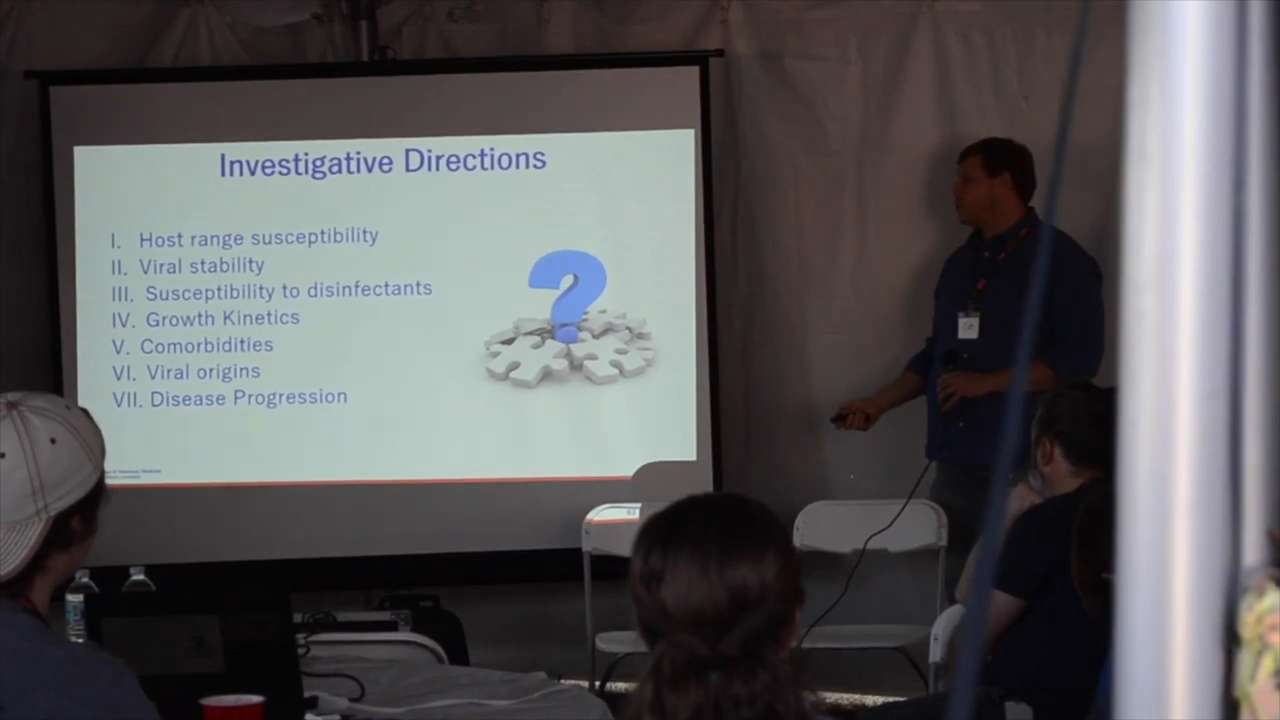 Investigative Directions
I. Host range susceptibility
II. Viral stability
III. Susceptibility to disinfectants
IV. Growth Kinetics
V. Comorbidities
VI. Viral origins
VII. Disease Progression